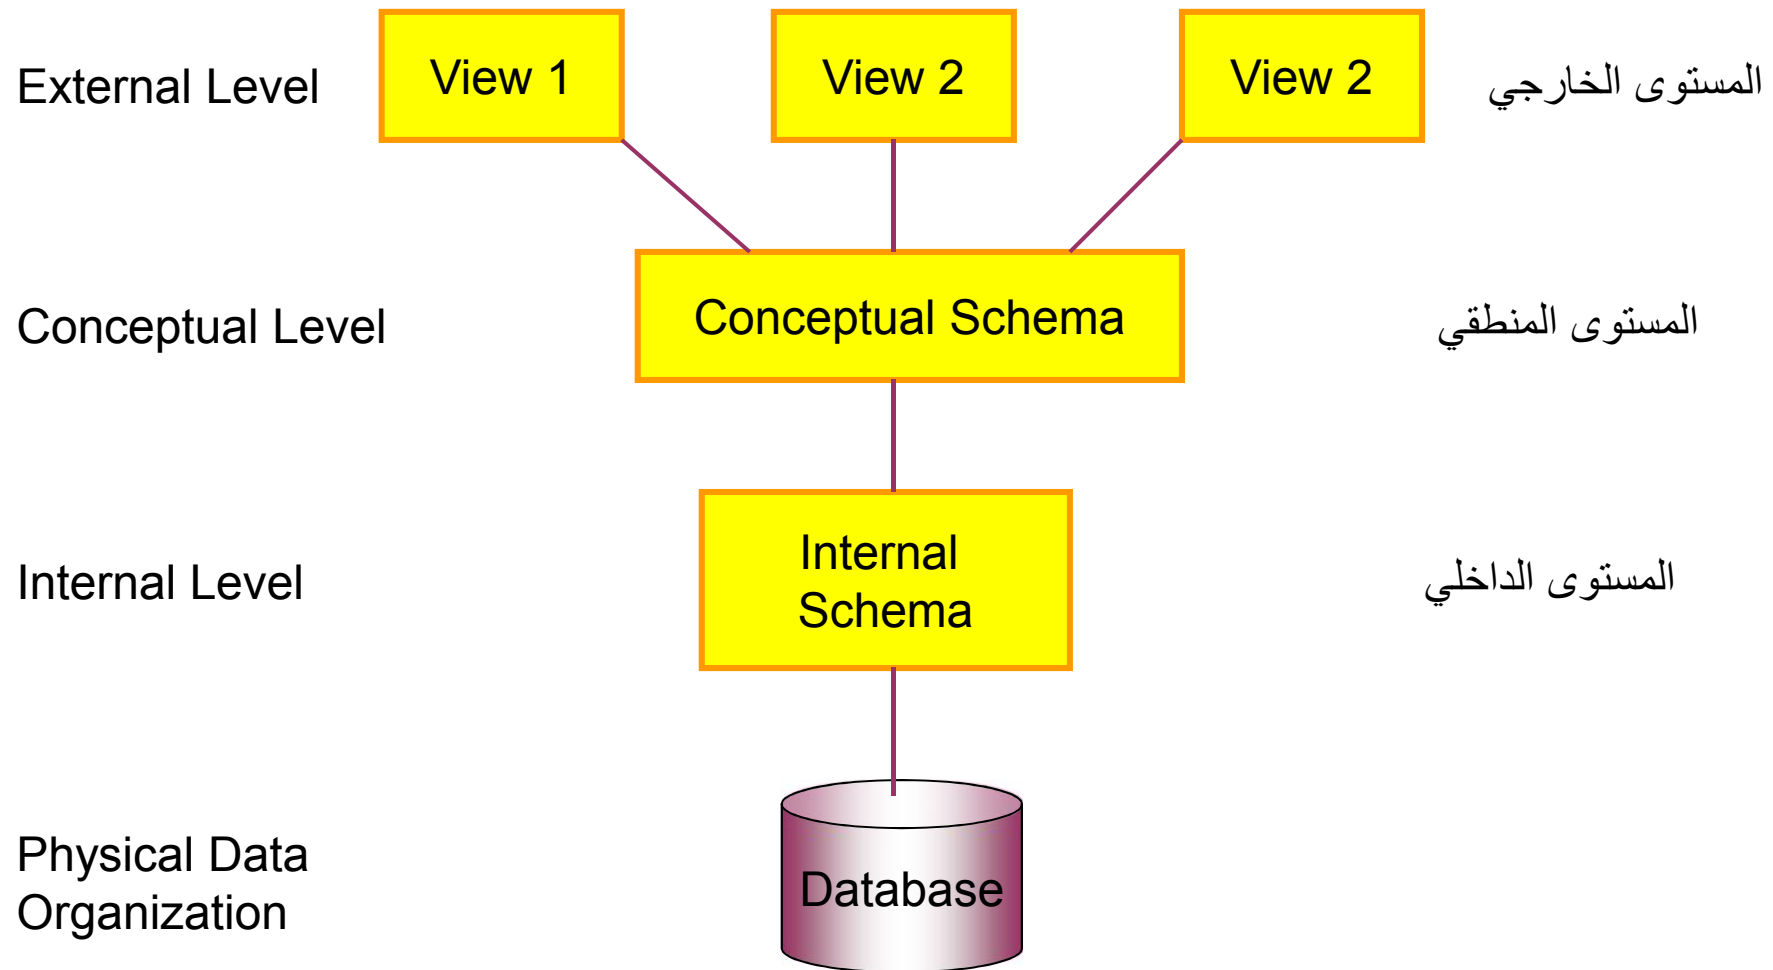 External Level
View 1
View 2
View 2
المستوى الخارجي
Conceptual Level
Conceptual Schema
المستوى المنطقي
Internal Level
Internal
Schema
المستوى الداخلي
Physical Data
Organization
Database